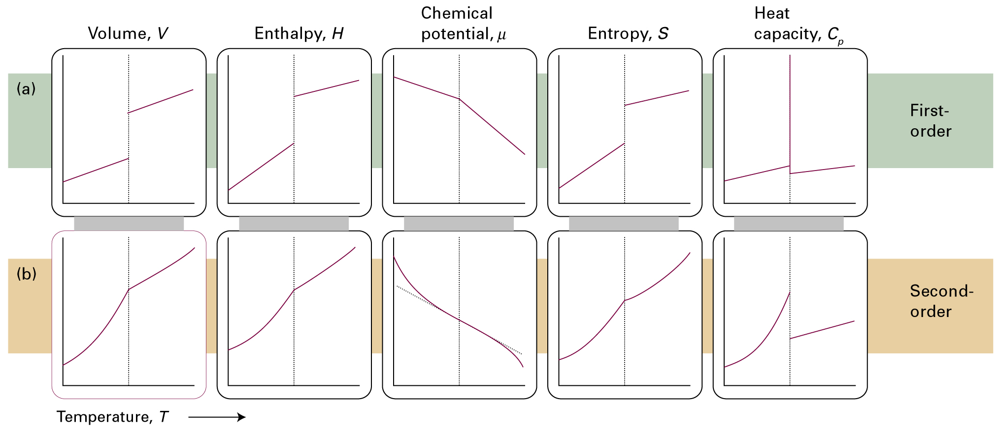 Volume, V
Enthalpy, H
Chemical
potential, μ
Entropy, S
Heat
capacity, Cp
(a)
First-
order
(b)
Second-
order
Temperature, T